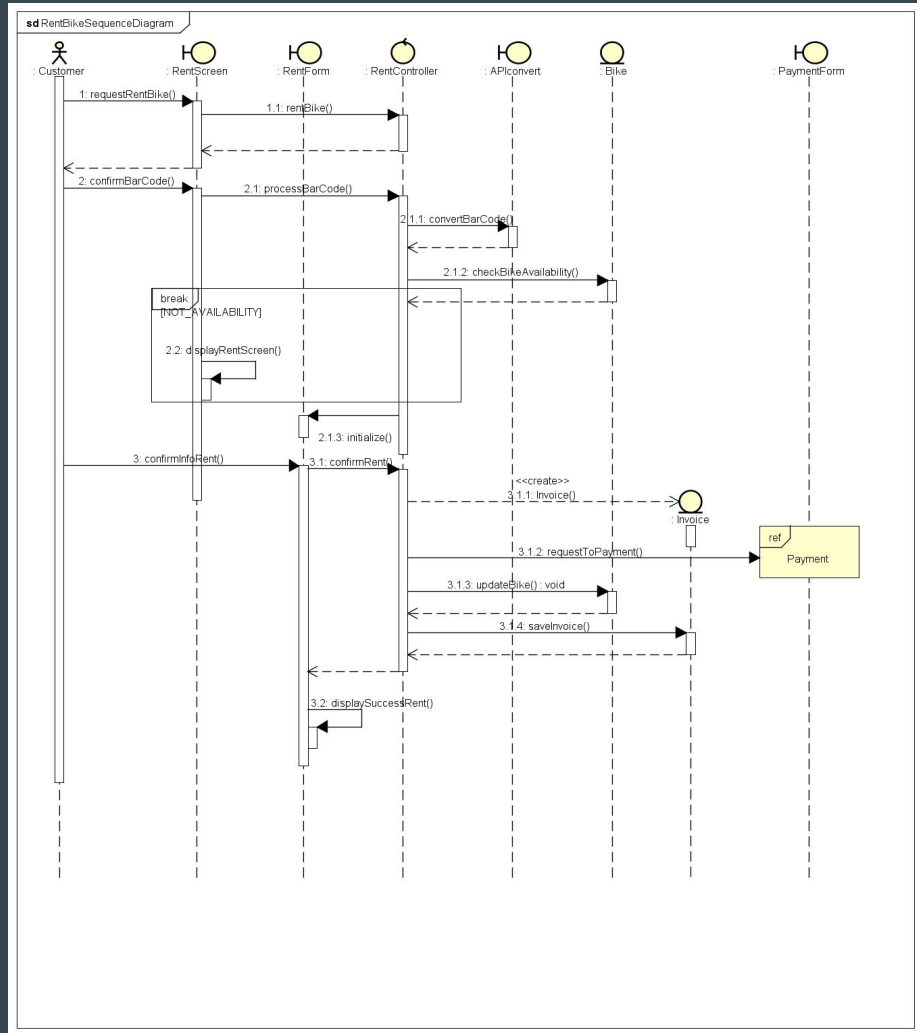 sd RentBikeSequenceDiagram
: Customer
: RentScreen
: RentForm
: RentController
: APIconvert
: Bike
: PaymentForm
1: requestRentBike()
1.1: rentBike()
2: confirmBarCode()
2.1: processBarCode()
2.1.1: convertBarCode()
2.1.2: checkBikeAvailability()
break
[NOT_AVAILABILITY]
2.2: displayRentScreen()
2.1.3: initialize()
3: confirmInfoRent()
3.1: confirmRent()
<<create>>
3.1.1: Invoice()
: Invoice
ref
Payment
3.1.2: requestToPayment()
3.1.3: updateBike() : void
3.1.4: saveInvoice()
3.2: displaySuccessRent()